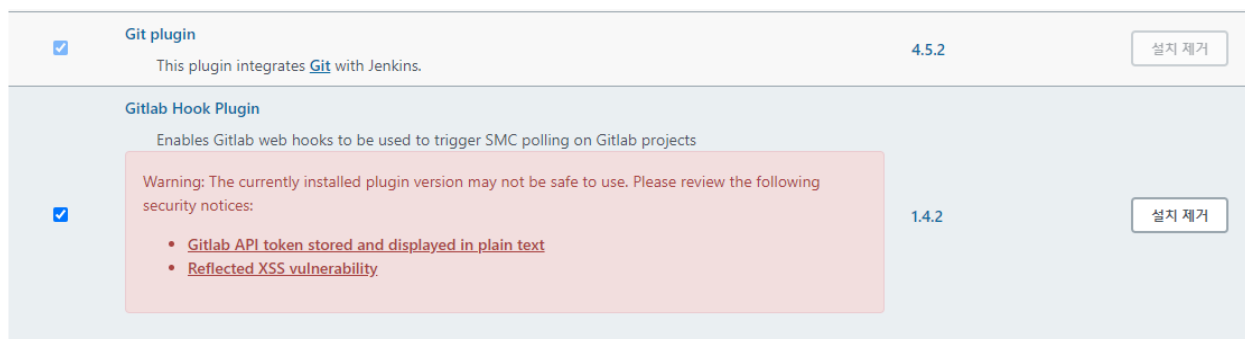 Git plugin
This plugin integrates Git with Jenkins.
4.5.2
설치 제거
Gitlab Hook Plugin
Enables Gitlab web hooks to be used to trigger SMC polling on Gitlab projects
Warning: The currently installed plugin version may not be safe to use. Please review the following
security notices:
Gitlab API token stored and displayed in plain text
Reflected XSS vulnerability
1.4.2
설치 제거